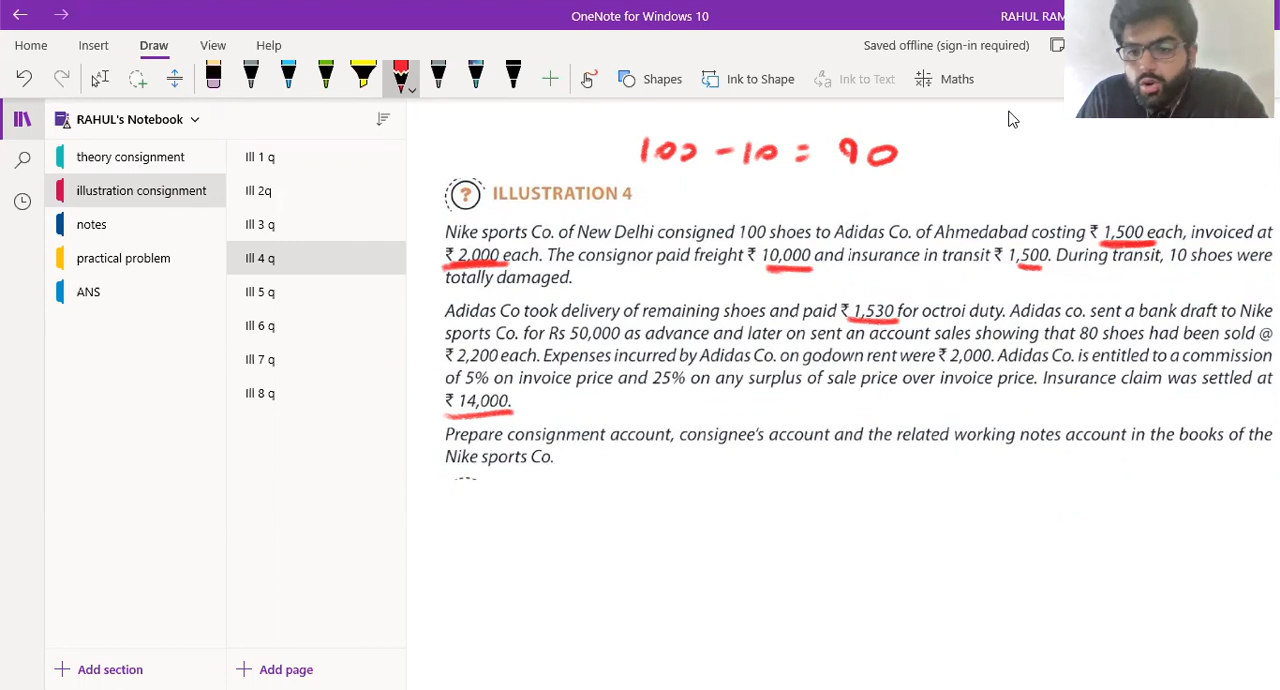 OneNote for Windows 10
RAHUL RAM
Home Insert Draw View Help
Saved offline (sign-in required)
Shapes Ink to Shape Ink to Text Maths
RAHUL's Notebook
theory consignment
illustration consignment
notes
practical problem
ANS
Ill 1 q
Ill 2q
Ill 3 q
Ill 4 q
Ill 5 q
Ill 6 q
Ill 7 q
Ill 8 q
Add section
Add page
100 - 10 = 90
? ILLUSTRATION 4
Nike sports Co. of New Delhi consigned 100 shoes to Adidas Co. of Ahmedabad costing ₹ 1,500 each, invoiced at
₹ 2,000 each. The consignor paid freight ₹ 10,000 and insurance in transit ₹ 1,500. During transit, 10 shoes were
totally damaged.
Adidas Co took delivery of remaining shoes and paid ₹ 1,530 for octroi duty. Adidas co. sent a bank draft to Nike
sports Co. for Rs 50,000 as advance and later on sent an account sales showing that 80 shoes had been sold @
₹ 2,200 each. Expenses incurred by Adidas Co. on godown rent were ₹ 2,000. Adidas Co. is entitled to a commission
of 5% on invoice price and 25% on any surplus of sale price over invoice price. Insurance claim was settled at
₹ 14,000.
Prepare consignment account, consignee's account and the related working notes account in the books of the
Nike sports Co.